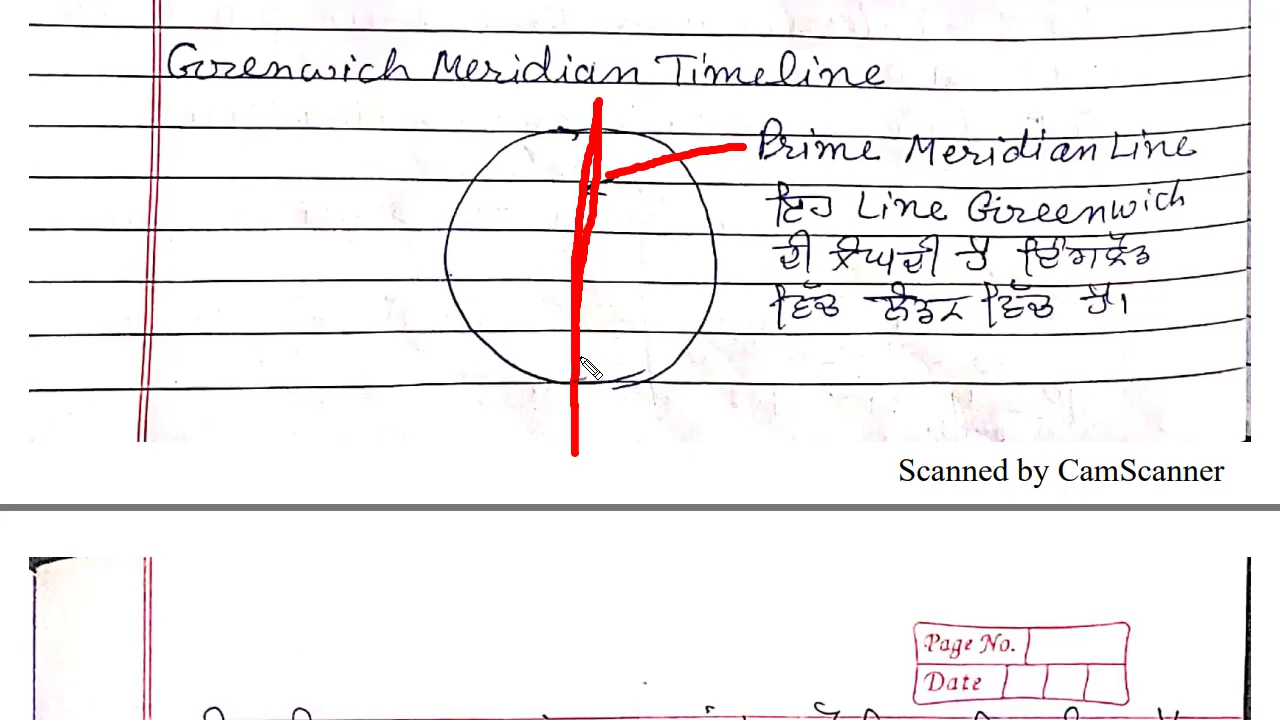 Greenwich Meridian Timeline
Prime Meridian Line
ਇਹ Line Greenwich
ਦੀ ਹੈ ਇੰਗਲੈਂਡ
ਵਿੱਚ ਲੰਡਨ ਵਿੱਚ ਹੈ।
Scanned by CamScanner
Page No.
Date